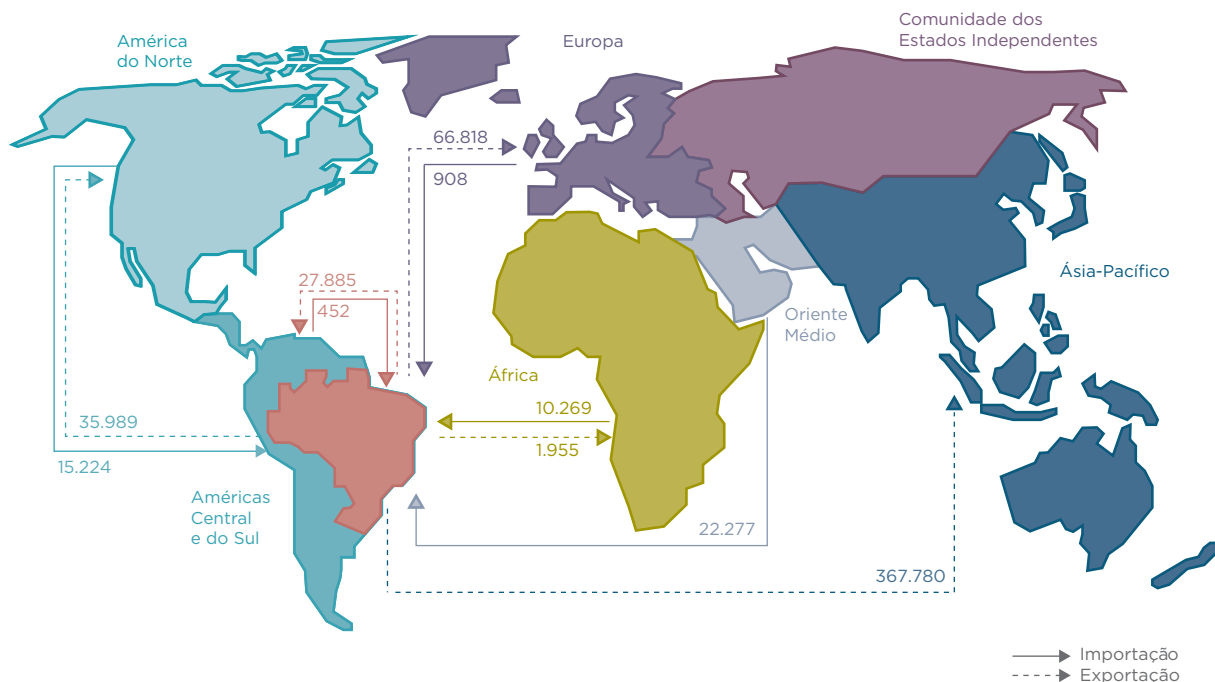 América
do Norte
Europa
Comunidade dos
Estados Independentes
66.818
908
Ásia-Pacífico
27.885
452
Oriente
Médio
África
35.989
15.224
10.269
1.955
Américas
Central
e do Sul
22.277
367.780
Importação
Exportação